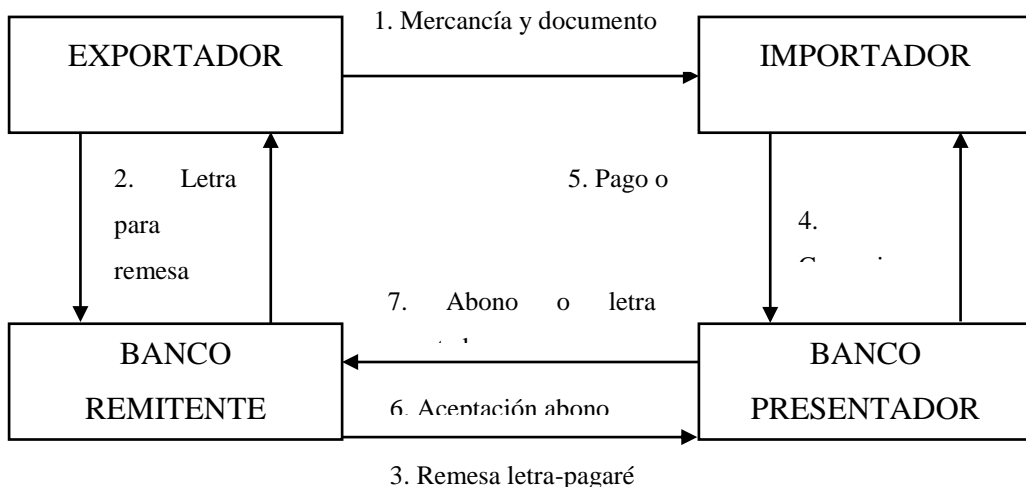 1. Mercancía y documento
EXPORTADOR
IMPORTADOR
2. Letra
para
remesa
5. Pago o
4.
7. Abono o letra
BANCO
REMITENTE
BANCO
PRESENTADOR
6. Aceptación abono
3. Remesa letra-pagaré